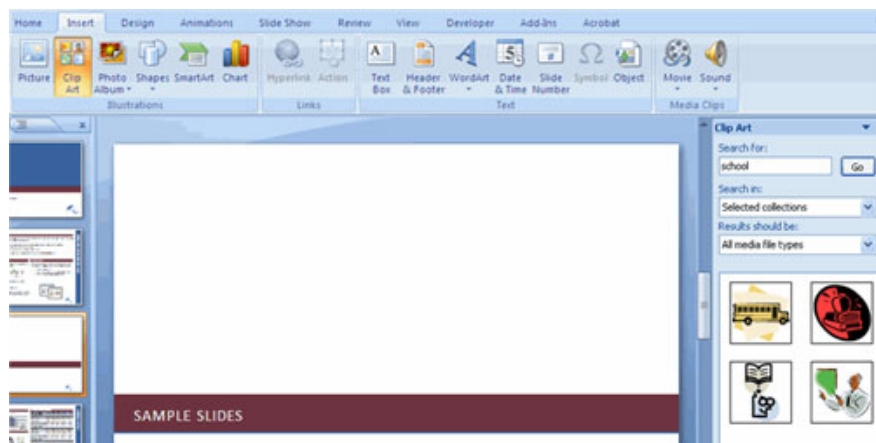 Home Insert Design Animations Slide Show Review View Developer Add-Ins Acrobat
Picture Clip Art Photo Album Shapes SmartArt Chart Hyperlink Action Text Box Header & Footer WordArt Date & Time Slide Number Symbol Object Movie Sound
Illustrations Links Text Media Clips
Clip Art
Search for:
school Go
Search in:
Selected collections
Results should be:
All media file types
SAMPLE SLIDES